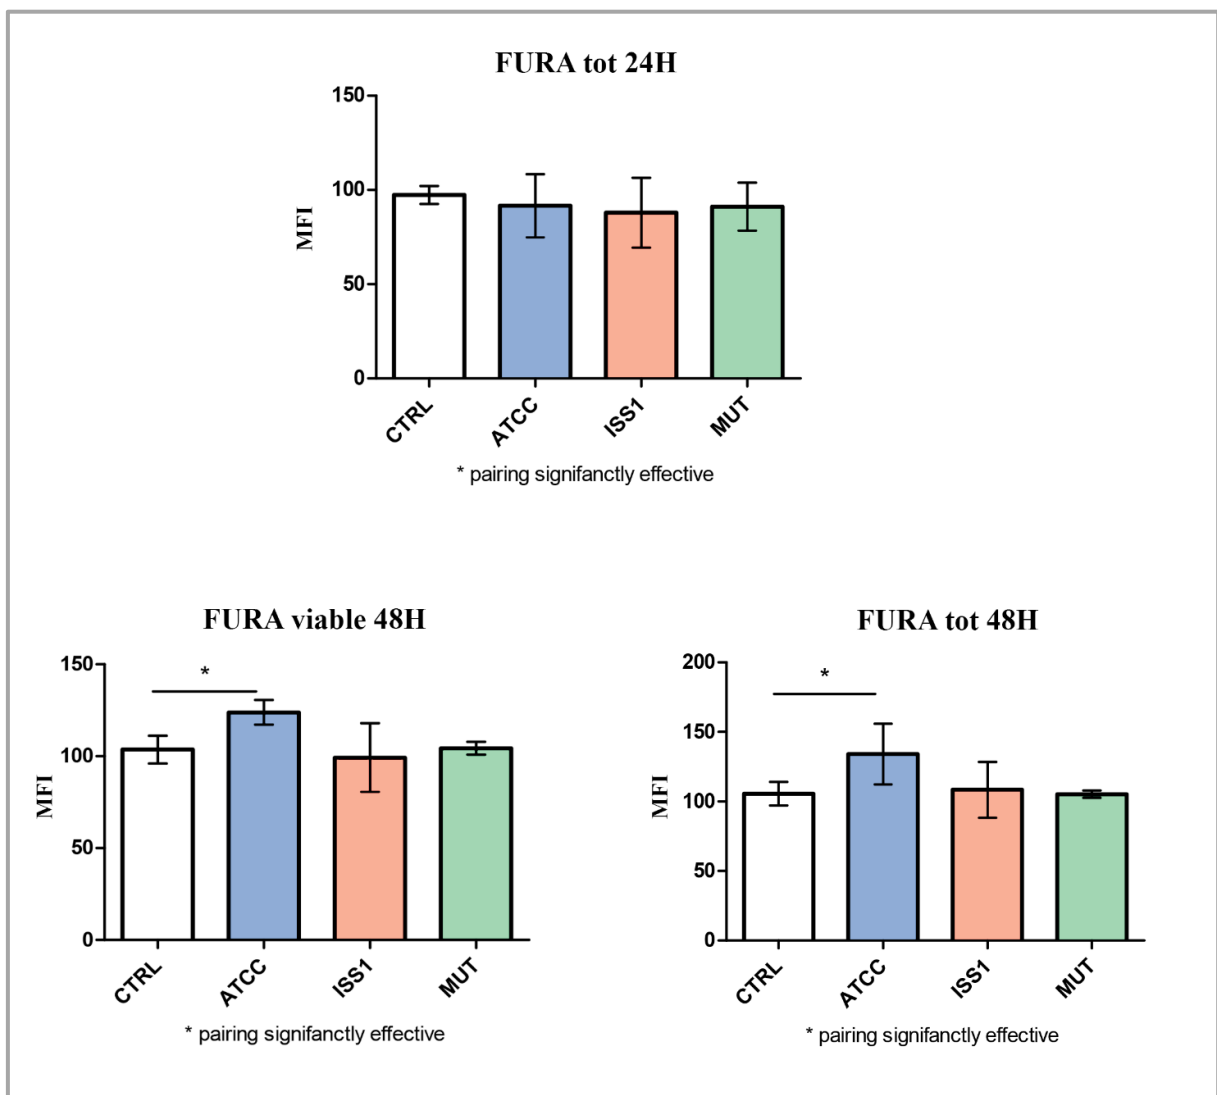 FURA tot 24H
150
100
50
0
MFI
CTRL
ATCC
ISS1
MUT
* pairing signifanctly effective
FURA viable 48H
*
150
100
50
0
MFI
CTRL
ATCC
ISS1
MUT
* pairing signifanctly effective
FURA tot 48H
*
200
150
100
50
0
MFI
CTRL
ATCC
ISS1
MUT
* pairing signifanctly effective